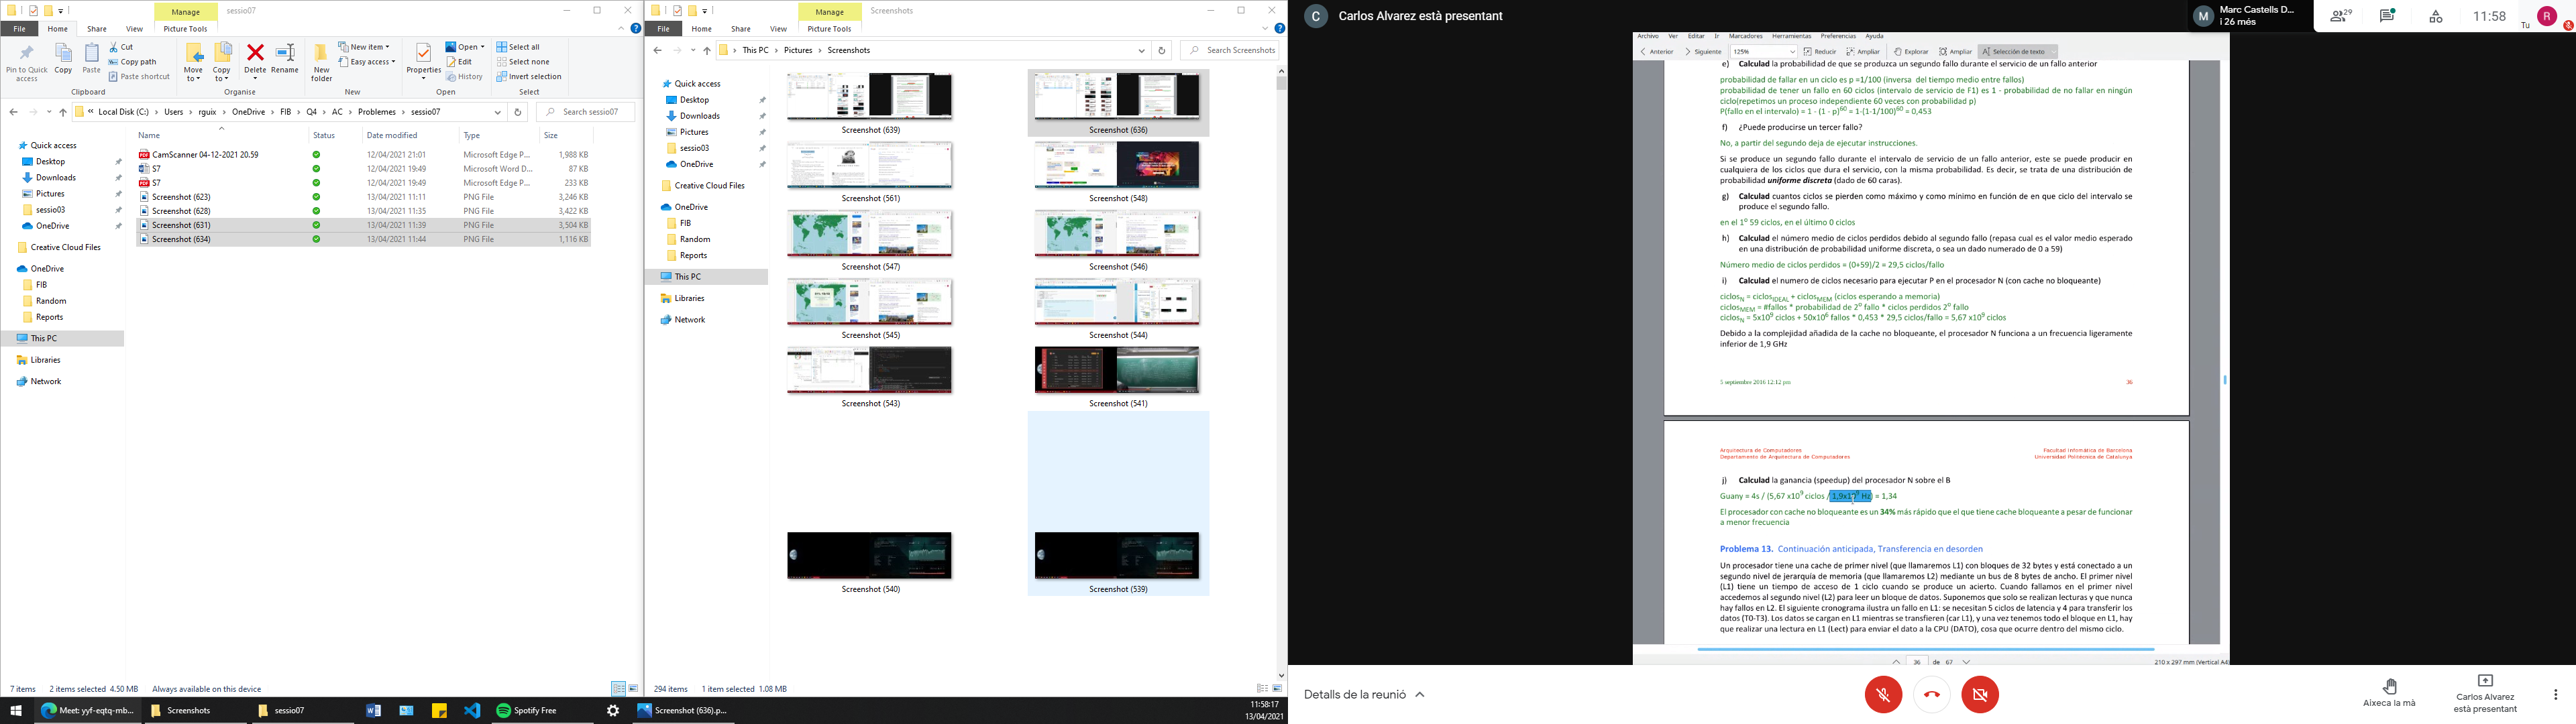 Manage
sessio07
File
Home
Share
View
Picture Tools
Pin to Quick access
Copy
Paste
Cut
Copy path
Paste shortcut
Move to
Copy to
Delete
Rename
New folder
New item
Easy access
Properties
Open
Edit
History
Select all
Select none
Invert selection
Clipboard
Organise
New
Open
Select
Local Disk (C:) > Users > rguix > OneDrive > FIB > Q4 > AC > Problemes > sessio07
Search sessio07
Name Status Date modified Type Size
CamScanner 04-12-2021 20.59 12/04/2021 21:01 Microsoft Edge P... 1,988 KB
S7 12/04/2021 19:49 Microsoft Word D... 87 KB
S7 12/04/2021 19:49 Microsoft Edge P... 233 KB
Screenshot (623) 13/04/2021 11:11 PNG File 3,246 KB
Screenshot (628) 13/04/2021 11:35 PNG File 3,422 KB
Screenshot (631) 13/04/2021 11:39 PNG File 3,504 KB
Screenshot (634) 13/04/2021 11:44 PNG File 1,116 KB
Quick access
Desktop
Downloads
Pictures
sessio03
OneDrive
Creative Cloud Files
OneDrive
FIB
Random
Reports
This PC
Libraries
Network
7 items 2 items selected 4.50 MB Always available on this device
Manage
Screenshots
File
Home
Share
View
Picture Tools
This PC > Pictures > Screenshots
Search Screenshots
Quick access
Desktop
Downloads
Pictures
sessio03
OneDrive
Creative Cloud Files
OneDrive
FIB
Random
Reports
This PC
Libraries
Network
Screenshot (639)
Screenshot (636)
Screenshot (561)
Screenshot (548)
Screenshot (547)
Screenshot (546)
Screenshot (545)
Screenshot (544)
Screenshot (543)
Screenshot (541)
Screenshot (540)
Screenshot (539)
294 items 1 item selected 1.08 MB
Meet: yyf-eqtq-mb...
Screenshots
sessio07
Spotify Free
Screenshot (636).p...
11:58:17
13/04/2021
C Carlos Alvarez està presentant
M Marc Castells D...
i 26 més
29
11:58
Tu
R
Archivo Ver Editar Ir Marcadores Herramientas Preferencias Ayuda
Anterior Siguiente 125% Reducir Ampliar Explorar Ampliar Selección de texto
e) Calculad la probabilidad de que se produzca un segundo fallo durante el servicio de un fallo anterior
probabilidad de fallar en un ciclo es p =1/100 (inversa del tiempo medio entre fallos)
probabilidad de tener un fallo en 60 ciclos (intervalo de servicio de F1) es 1 - probabilidad de no fallar en ningún
ciclo(repetimos un proceso independiente 60 veces con probabilidad p)
P(fallo en el intervalo) = 1 - (1 - p)^60 = 1-(1-1/100)^60 = 0,453
f) ¿Puede producirse un tercer fallo?
No, a partir del segundo deja de ejecutar instrucciones.
Si se produce un segundo fallo durante el intervalo de servicio de un fallo anterior, este se puede producir en
cualquiera de los ciclos que dura el servicio, con la misma probabilidad. Es decir, se trata de una distribución de
probabilidad uniforme discreta (dado de 60 caras).
g) Calculad cuantos ciclos se pierden como máximo y como mínimo en función de en que ciclo del intervalo se
produce el segundo fallo.
en el 1º 59 ciclos, en el último 0 ciclos
h) Calculad el número medio de ciclos perdidos debido al segundo fallo (repasa cual es el valor medio esperado
en una distribución de probabilidad uniforme discreta, o sea un dado numerado de 0 a 59)
Número medio de ciclos perdidos = (0+59)/2 = 29,5 ciclos/fallo
i) Calculad el numero de ciclos necesario para ejecutar P en el procesador N (con cache no bloqueante)
ciclosN = ciclosIDEAL + ciclosMEM (ciclos esperando a memoria)
ciclosMEM = #fallos * probabilidad de 2º fallo * ciclos perdidos 2º fallo
ciclosN = 5x10^9 ciclos + 50x10^6 fallos * 0,453 * 29,5 ciclos/fallo = 5,67 x10^9 ciclos
Debido a la complejidad añadida de la cache no bloqueante, el procesador N funciona a un frecuencia ligeramente
inferior de 1,9 GHz
5 septiembre 2016 12:12 pm
36
Arquitectura de Computadores
Departamento de Arquitectura de Computadores
Facultad Infomática de Barcelona
Universidad Politécnica de Catalunya
j) Calculad la ganancia (speedup) del procesador N sobre el B
Guany = 4s / (5,67 x10^9 ciclos / 1,9x10^9 Hz) = 1,34
El procesador con cache no bloqueante es un 34% más rápido que el que tiene cache bloqueante a pesar de funcionar
a menor frecuencia
Problema 13. Continuación anticipada, Transferencia en desorden
Un procesador tiene una cache de primer nivel (que llamaremos L1) con bloques de 32 bytes y está conectado a un
segundo nivel de jerarquía de memoria (que llamaremos L2) mediante un bus de 8 bytes de ancho. El primer nivel
(L1) tiene un tiempo de acceso de 1 ciclo cuando se produce un acierto. Cuando fallamos en el primer nivel
accedemos al segundo nivel (L2) para leer un bloque de datos. Suponemos que solo se realizan lecturas y que nunca
hay fallos en L2. El siguiente cronograma ilustra un fallo en L1: se necesitan 5 ciclos de latencia y 4 para transferir los
datos (T0-T3). Los datos se cargan en L1 mientras se transfieren (car L1), y una vez tenemos todo el bloque en L1, hay
que realizar una lectura en L1 (Lect) para enviar el dato a la CPU (DATO), cosa que ocurre dentro del mismo ciclo.
36 de 67
210 x 297 mm (Vertical A4)
Detalls de la reunió
Aixeca la mà
Carlos Alvarez
està presentant